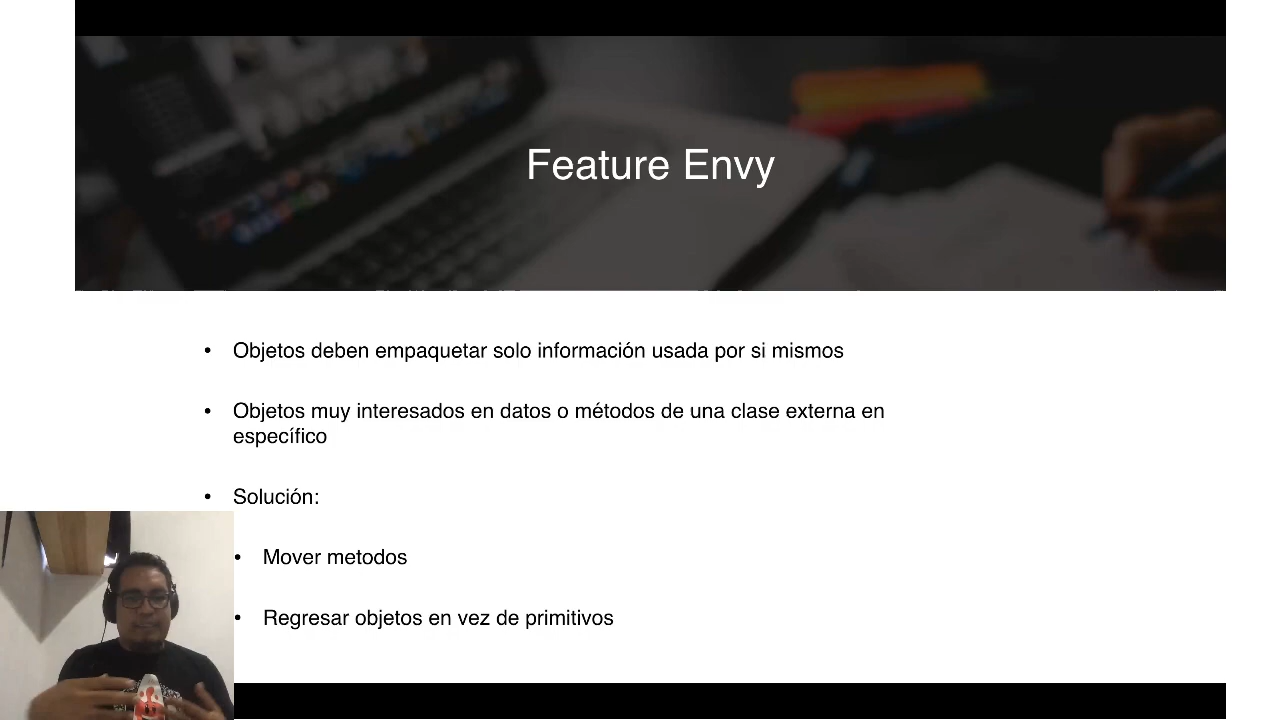 Feature Envy
• Objetos deben empaquetar solo información usada por si mismos
• Objetos muy interesados en datos o métodos de una clase externa en
específico
• Solución:
• Mover metodos
• Regresar objetos en vez de primitivos